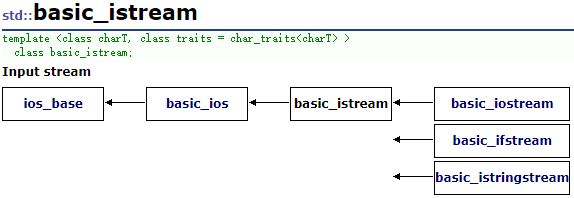 std::basic_istream
template <class charT, class traits = char_traits<charT> >
class basic_istream;
Input stream
ios_base basic_ios basic_istream basic_iostream
basic_ifstream
basic_istringstream